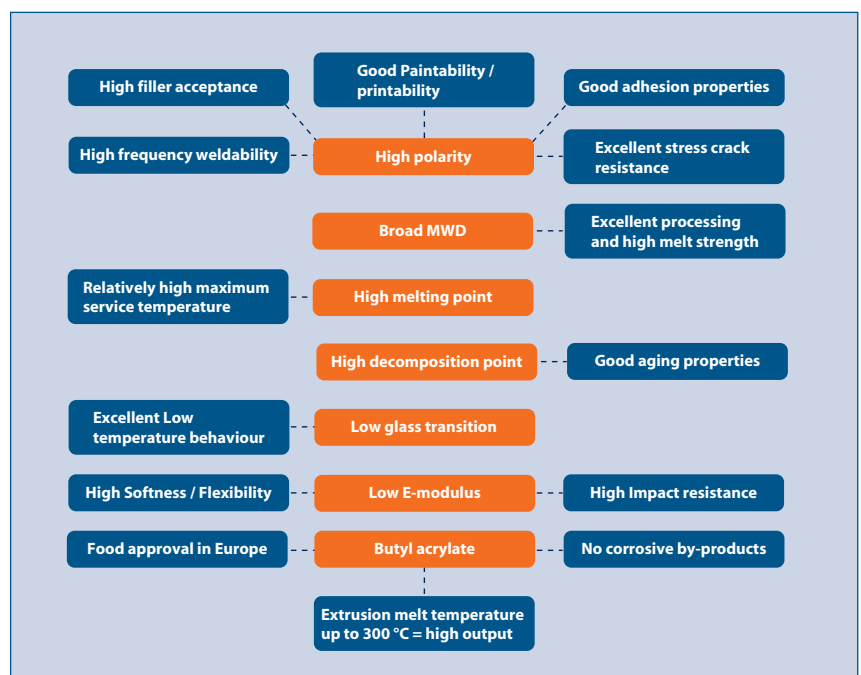 High filler acceptance
Good Paintability /
printability
Good adhesion properties
High frequency weldability
High polarity
Excellent stress crack
resistance
Broad MWD
Excellent processing
and high melt strength
Relatively high maximum
service temperature
High melting point
High decomposition point
Good aging properties
Excellent Low
temperature behaviour
Low glass transition
High Softness / Flexibility
Low E-modulus
High Impact resistance
Food approval in Europe
Butyl acrylate
No corrosive by-products
Extrusion melt temperature
up to 300 °C = high output